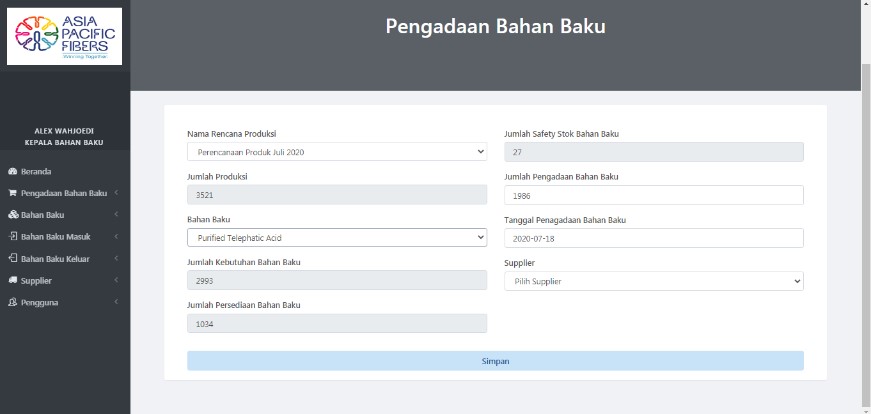 ASIA
PACIFIC
FIBERS
Winning Together
ALEX WAHJOEDI
KEPALA BAHAN BAKU
Beranda
Pengadaan Bahan Baku
Bahan Baku
Bahan Baku Masuk
Bahan Baku Keluar
Supplier
Pengguna
Pengadaan Bahan Baku
Nama Rencana Produksi
Perencanaan Produk Juli 2020
Jumlah Produksi
3521
Bahan Baku
Purified Telephatic Acid
Jumlah Kebutuhan Bahan Baku
2993
Jumlah Persediaan Bahan Baku
1034
Jumlah Safety Stok Bahan Baku
27
Jumlah Pengadaan Bahan Baku
1986
Tanggal Penagadaan Bahan Baku
2020-07-18
Supplier
Pilih Supplier
Simpan